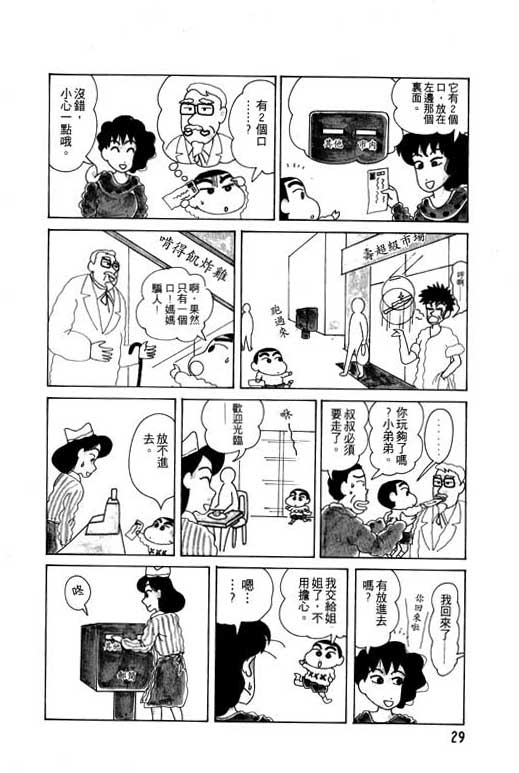 它有2個
口，放在
左邊那個
裏面。
其他
市內
有2個口
……？
沒錯，
小心一點哦。
壽超級市場
呼啊
跑過來
啃得飢炸雞
啊，果然
只有一個
口！媽媽
騙人！
你玩夠了嗎
？小弟弟。
叔叔必須
要走了。
咻
歡迎光臨
放不進
去。
我回來了
你回來啦
有放進去
嗎？
我交給姐
姐了，不
用擔心。
嗯……
……？
咚
29